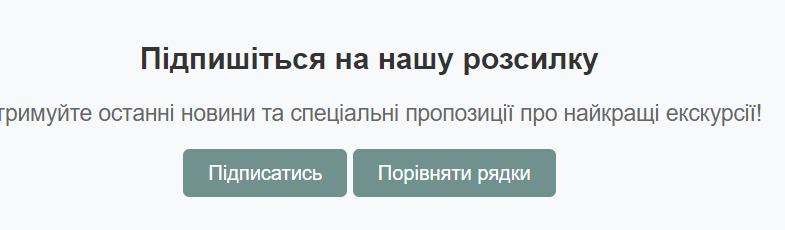 Підпишіться на нашу розсилку
тримуйте останні новини та спеціальні пропозиції про найкращі екскурсії!
Підписатись Порівняти рядки